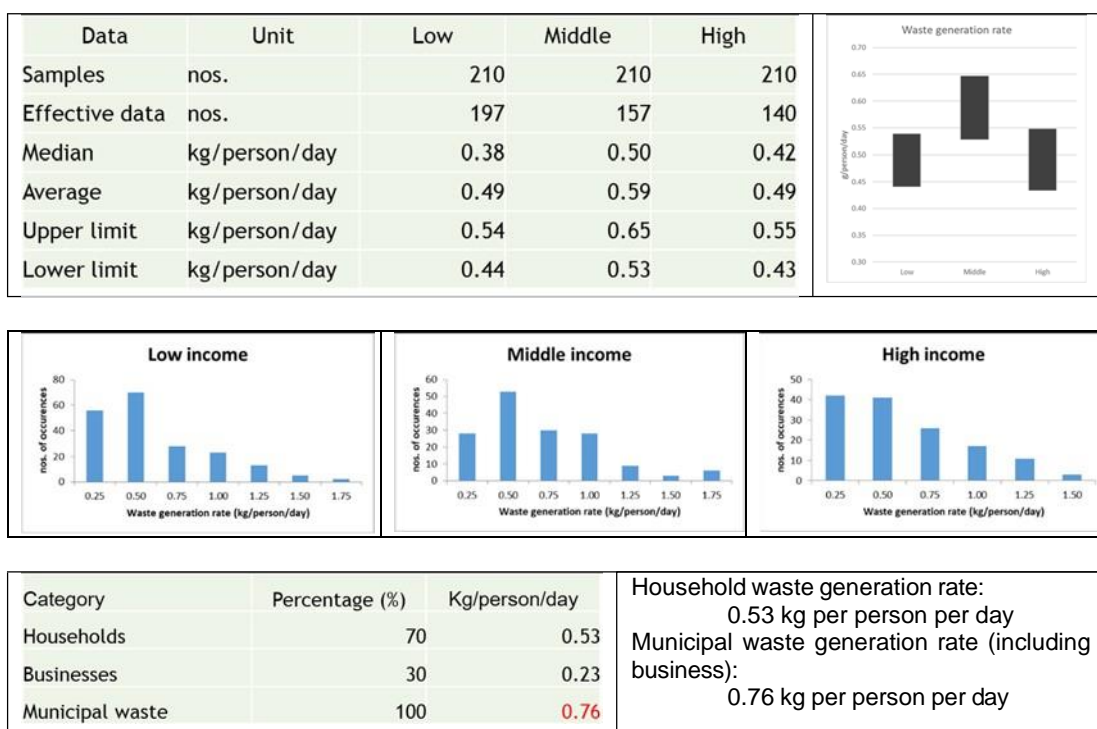 Data Unit Low Middle High
Samples nos. 210 210 210
Effective data nos. 197 157 140
Median kg/person/day 0.38 0.50 0.42
Average kg/person/day 0.49 0.59 0.49
Upper limit kg/person/day 0.54 0.65 0.55
Lower limit kg/person/day 0.44 0.53 0.43
Waste generation rate
g/person/day
0.70
0.65
0.60
0.55
0.50
0.45
0.40
0.35
0.30
Low Middle High
Low income
nos. of occurences
80
60
40
20
0
0.25 0.50 0.75 1.00 1.25 1.50 1.75
Waste generation rate (kg/person/day)
Middle income
nos. of occurences
60
50
40
30
20
10
0
0.25 0.50 0.75 1.00 1.25 1.50 1.75
Waste generation rate (kg/person/day)
High income
nos. of occurences
50
40
30
20
10
0
0.25 0.50 0.75 1.00 1.25 1.50
Waste generation rate (kg/person/day)
Category Percentage (%) Kg/person/day
Households 70 0.53
Businesses 30 0.23
Municipal waste 100 0.76
Household waste generation rate:
0.53 kg per person per day
Municipal waste generation rate (including
business):
0.76 kg per person per day